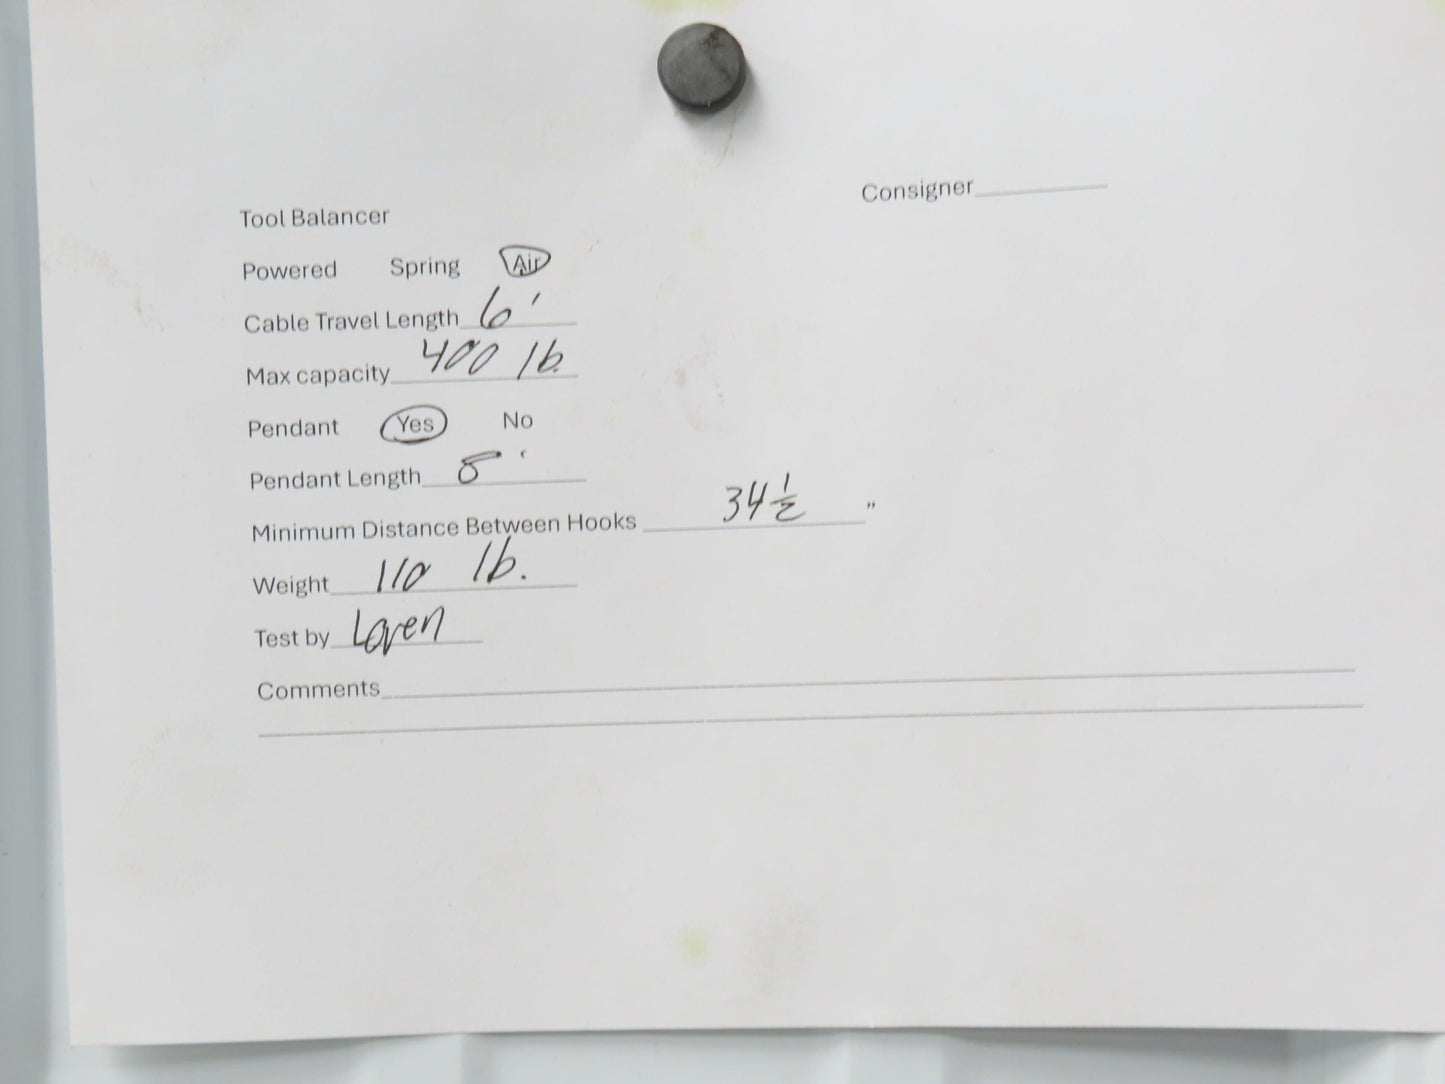 Consigner
Tool Balancer
Powered Spring Air
Cable Travel Length 6'
Max capacity 400 lb.
Pendant Yes No
Pendant Length 8'
Minimum Distance Between Hooks 34 1/2 "
Weight 110 lb.
Test by Loren
Comments